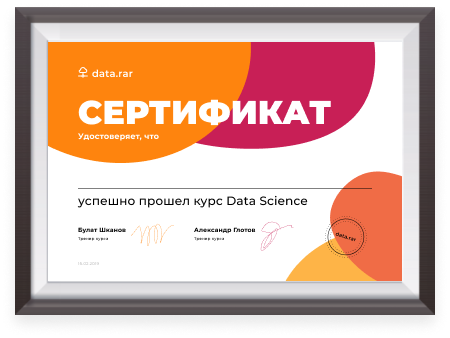 data.rar
СЕРТИФИКАТ
Удостоверяет, что
успешно прошел курс Data Science
Булат Шканов
Тренер курса
Александр Глотов
Тренер курса
data.rar